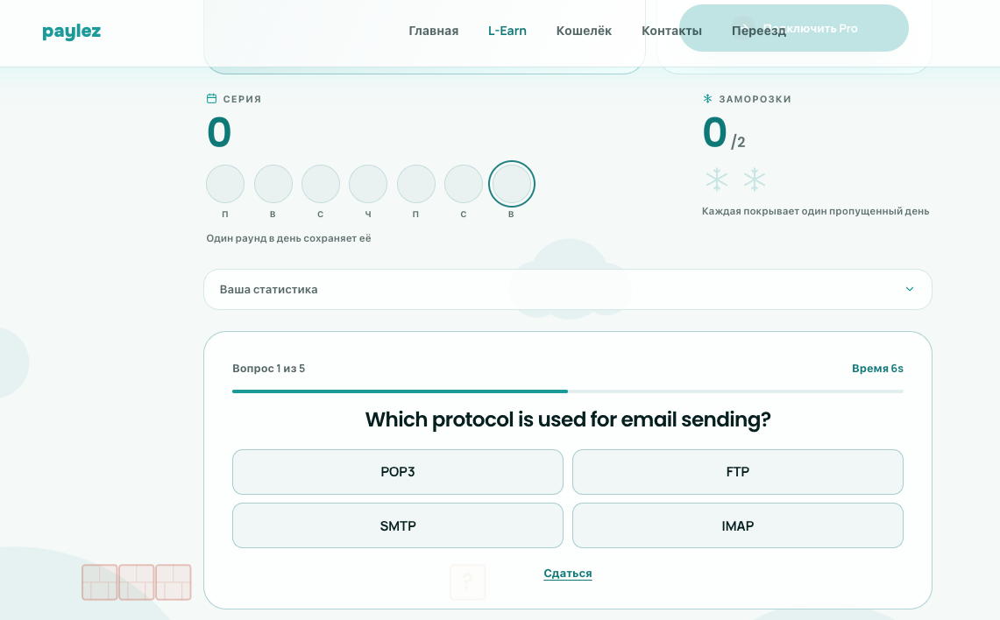 paylez
Главная
L-Earn
Кошелёк
Контакты
Переезд
Подключить Pro
СЕРИЯ
0
П В С Ч П С В
Один раунд в день сохраняет её
ЗАМОРОЗКИ
0/2
Каждая покрывает один пропущенный день
Ваша статистика
Вопрос 1 из 5
Время 6s
Which protocol is used for email sending?
POP3
FTP
SMTP
IMAP
?
Сдаться